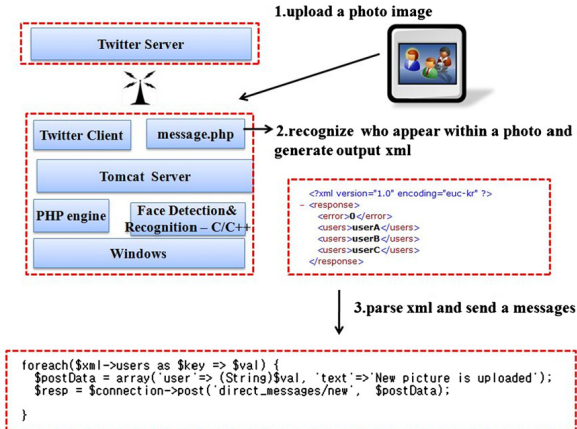 1.upload a photo image
Twitter Server
Twitter Client
message.php
2.recognize who appear within a photo and
generate output xml
Tomcat Server
PHP engine
Face Detection&
Recognition – C/C++
Windows
<?xml version="1.0" encoding="euc-kr" ?>
– <response>
<error>0</error>
<users>userA</users>
<users>userB</users>
<users>userC</users>
</response>
3.parse xml and send a messages
foreach($xml->users as $key => $val) {
$postData = array('user'=> (String)$val, 'text'=>'New picture is uploaded');
$resp = $connection->post('direct_messages/new', $postData);
}